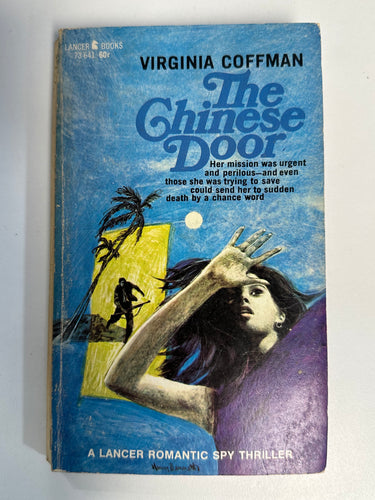 LANCER BOOKS
73-641 60¢
VIRGINIA COFFMAN
The
Chinese
Door
Her mission was urgent
and perilous—and even
those she was trying to save
could send her to sudden
death by a chance word
A LANCER ROMANTIC SPY THRILLER